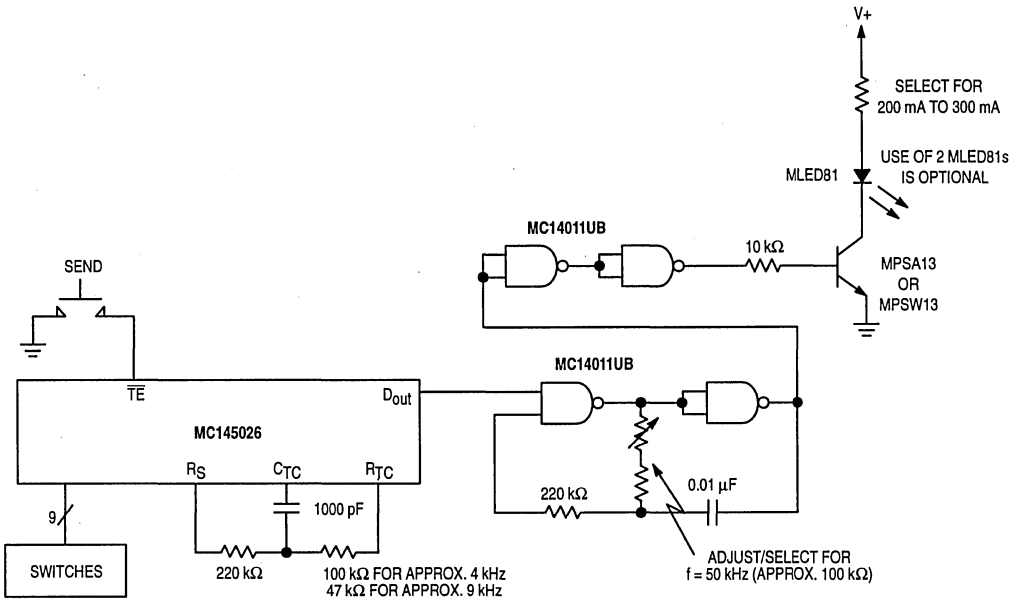 V+
SELECT FOR
200 mA TO 300 mA
USE OF 2 MLED81s
IS OPTIONAL
MLED81
MC14011UB
10 kΩ
MPSA13
OR
MPSW13
SEND
TE
Dout
MC145026
RS
CTC
RTC
MC14011UB
9
1000 pF
220 kΩ
0.01 µF
SWITCHES
220 kΩ
100 kΩ FOR APPROX. 4 kHz
47 kΩ FOR APPROX. 9 kHz
ADJUST/SELECT FOR
f = 50 kHz (APPROX. 100 kΩ)